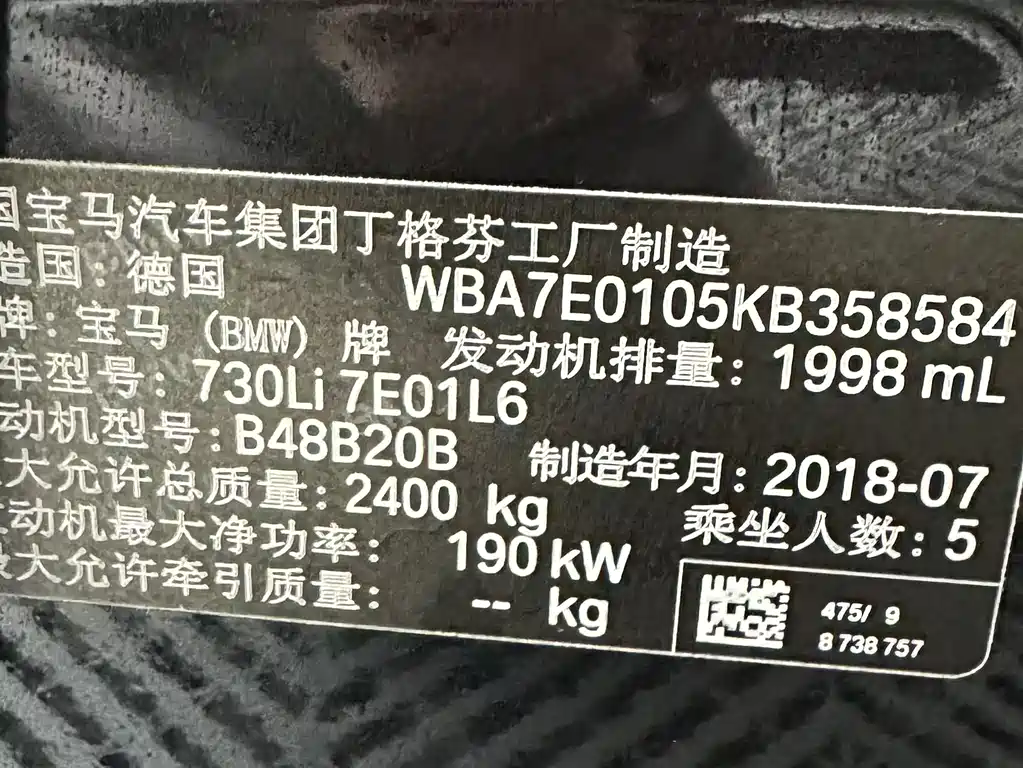 国宝马汽车集团丁格芬工厂制造
造国:德国 WBA7E0105KB358584
牌:宝马(BMW)牌 发动机排量:1998 mL
车型号:730Li 7E01L6
动机型号:B48B20B 制造年月:2018-07
大允许总质量:2400 kg 乘坐人数:5
动机最大净功率: 190 kW
最大允许牵引质量: -- kg
475/ 9
8 738 757